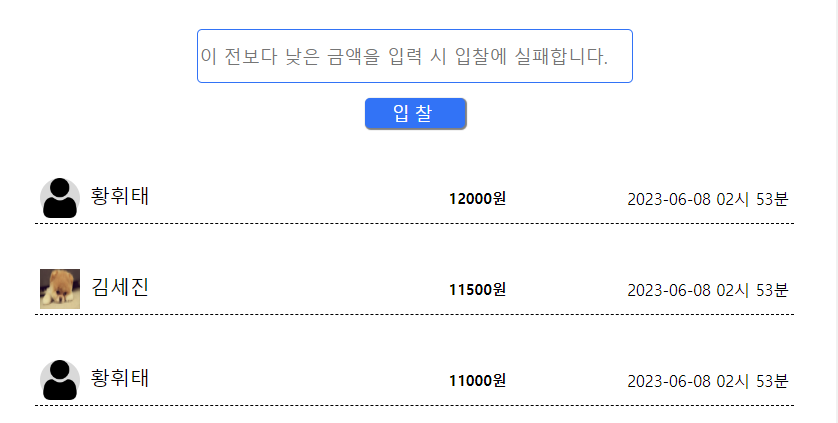 이 전보다 낮은 금액을 입력 시 입찰에 실패합니다.
입 찰
황휘태 12000원 2023-06-08 02시 53분
김세진 11500원 2023-06-08 02시 53분
황휘태 11000원 2023-06-08 02시 53분